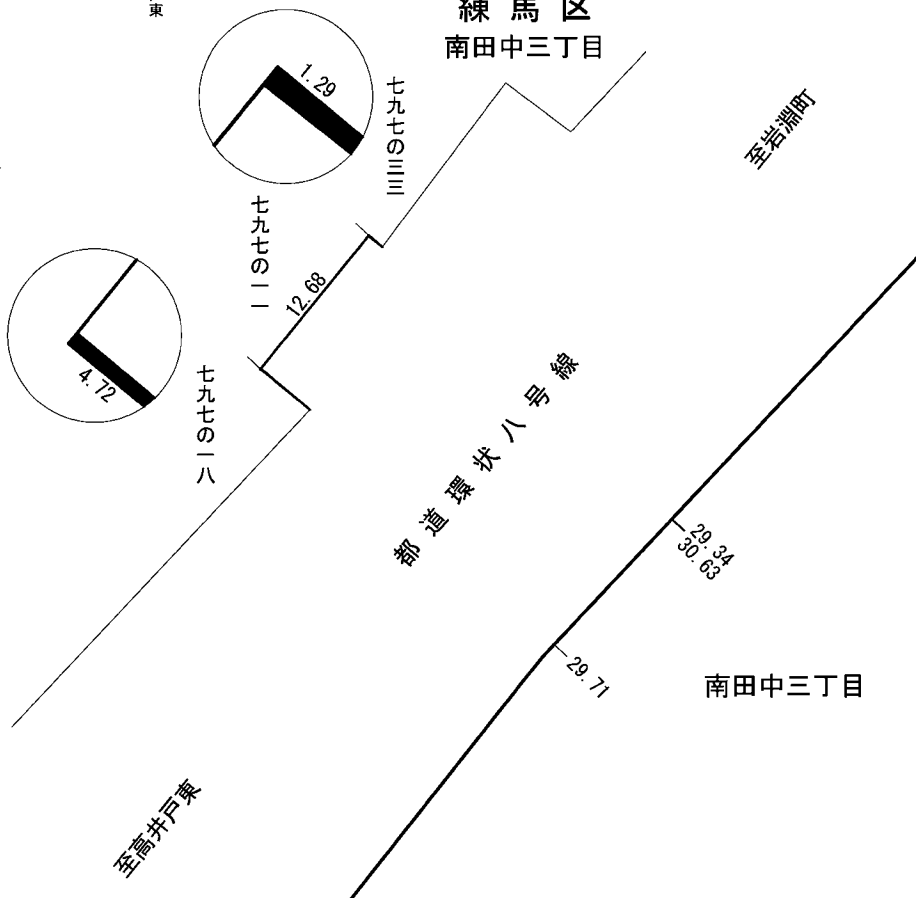 東
練馬区
南田中三丁目
1.29
七九七の三三
至岩淵町
七九七の一一
12.68
4.72
七九七の一八
都道環状八号線
29.34
30.63
29.71
南田中三丁目
至高井戸東